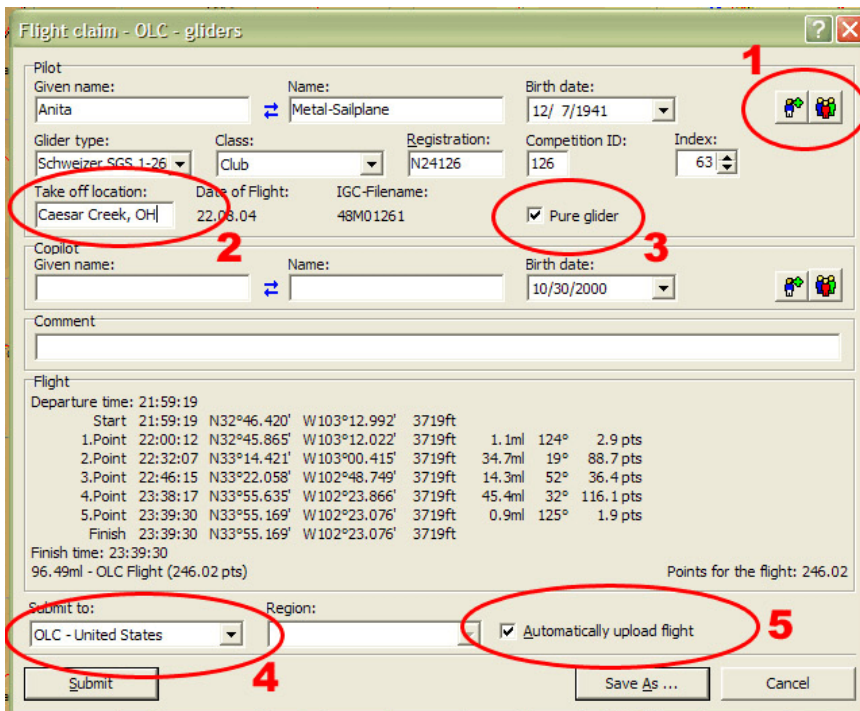 Flight claim - OLC - gliders
1
Pilot
Given name: Name: Birth date:
Anita Metal-Sailplane 12/ 7/1941
Glider type: Class: Registration: Competition ID: Index:
Schweizer SGS 1-26 Club N24126 126 63
Take off location: Date of Flight: IGC-Filename:
Caesar Creek, OH 22.08.04 48M01261 Pure glider
2 3
Copilot
Given name: Name: Birth date:
10/30/2000
Comment
Flight
Departure time: 21:59:19
Start 21:59:19 N32°46.420' W103°12.992' 3719ft
1.Point 22:00:12 N32°45.865' W103°12.022' 3719ft 1.1ml 124° 2.9 pts
2.Point 22:32:07 N33°14.421' W103°00.415' 3719ft 34.7ml 19° 88.7 pts
3.Point 22:46:15 N33°22.058' W102°48.749' 3719ft 14.3ml 52° 36.4 pts
4.Point 23:38:17 N33°55.635' W102°23.866' 3719ft 45.4ml 32° 116.1 pts
5.Point 23:39:30 N33°55.169' W102°23.076' 3719ft 0.9ml 125° 1.9 pts
Finish 23:39:30 N33°55.169' W102°23.076' 3719ft
Finish time: 23:39:30
96.49ml - OLC Flight (246.02 pts) Points for the flight: 246.02
Submit to: Region:
OLC - United States Automatically upload flight 5
4
Submit Save As ... Cancel